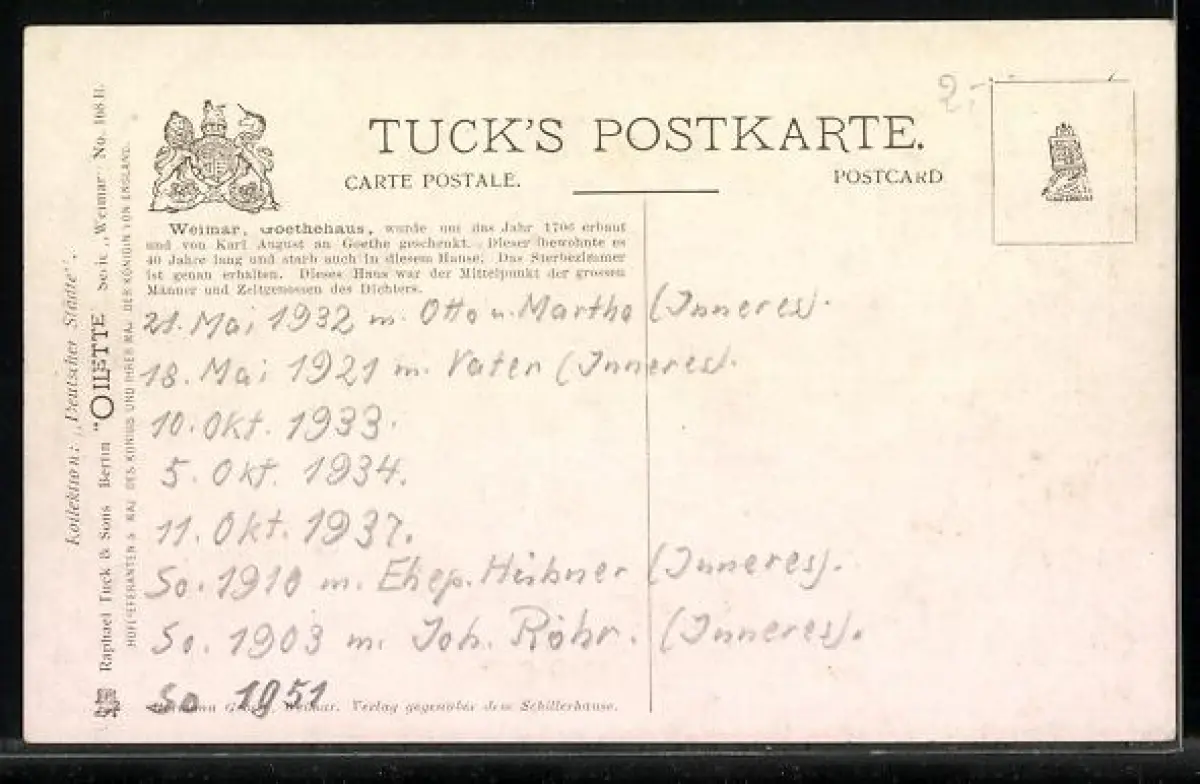 2.-
TUCK'S POSTKARTE.
CARTE POSTALE.
POSTCARD
Weimar, Goethehaus, wurde um das Jahr 1706 erbaut
und von Karl August an Goethe geschenkt. Dieser bewohnte es
40 Jahre lang und starb auch in diesem Hause. Das Sterbezimmer
ist genau erhalten. Dieses Haus war der Mittelpunkt der grossen
Männer und Zeitgenossen des Dichters.
21. Mai 1932 m. Otto u. Martha (Inneres).
18. Mai 1921 m. Vater (Inneres).
10. Okt. 1933.
5. Okt. 1934.
11. Okt. 1937.
So. 1910 m. Ehep. Hübner (Inneres).
So. 1903 m. Joh. Röhr. (Inneres).
So 1951
Weimar. Verlag gegenüber dem Schillerhause.
Kollektion: „Deutscher Städte".
Raphael Tuck & Sons Berlin "OILETTE" Serie „Weimar" No. 168 II.
HOFLIEFERANTEN S. MAJ. DES KÖNIGS UND IHRER MAJ. DER KÖNIGIN VON ENGLAND.